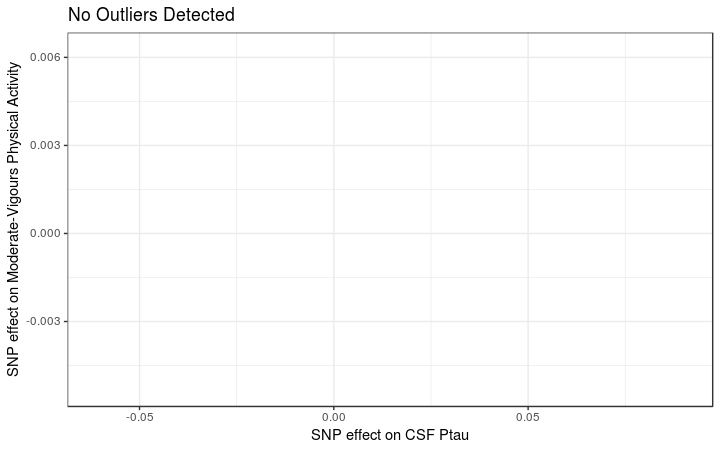 No Outliers Detected
SNP effect on Moderate-Vigours Physical Activity
0.006
0.003
0.000
-0.003
-0.05
0.00
0.05
SNP effect on CSF Ptau